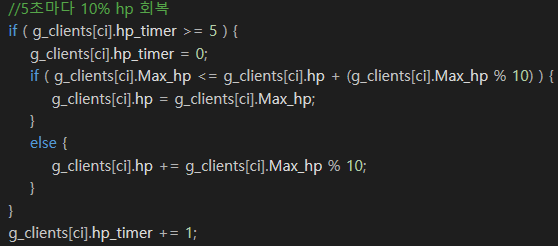 //5초마다 10% hp 회복
if ( g_clients[ci].hp_timer >= 5 ) {
g_clients[ci].hp_timer = 0;
if ( g_clients[ci].Max_hp <= g_clients[ci].hp + (g_clients[ci].Max_hp % 10) ) {
g_clients[ci].hp = g_clients[ci].Max_hp;
}
else {
g_clients[ci].hp += g_clients[ci].Max_hp % 10;
}
}
g_clients[ci].hp_timer += 1;